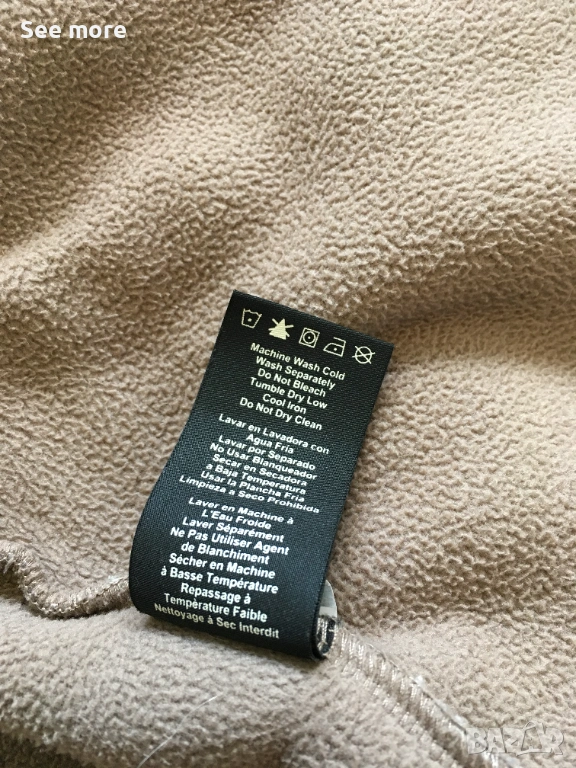 See more
Machine Wash Cold
Wash Separately
Do Not Bleach
Tumble Dry Low
Cool Iron
Do Not Dry Clean
Lavar en Lavadora con
Agua Fria
Lavar por Separado
No Usar Blanqueador
Secar en Secadora
a Baja Temperatura
Usar la Plancha Fria
Limpieza a Seco Prohibida
Laver en Machine à
L'Eau Froide
Laver Séparément
Ne Pas Utiliser Agent
de Blanchiment
Sécher en Machine
à Basse Température
Repassage à
Température Faible
Nettoyage à Sec Interdit
BAZAR